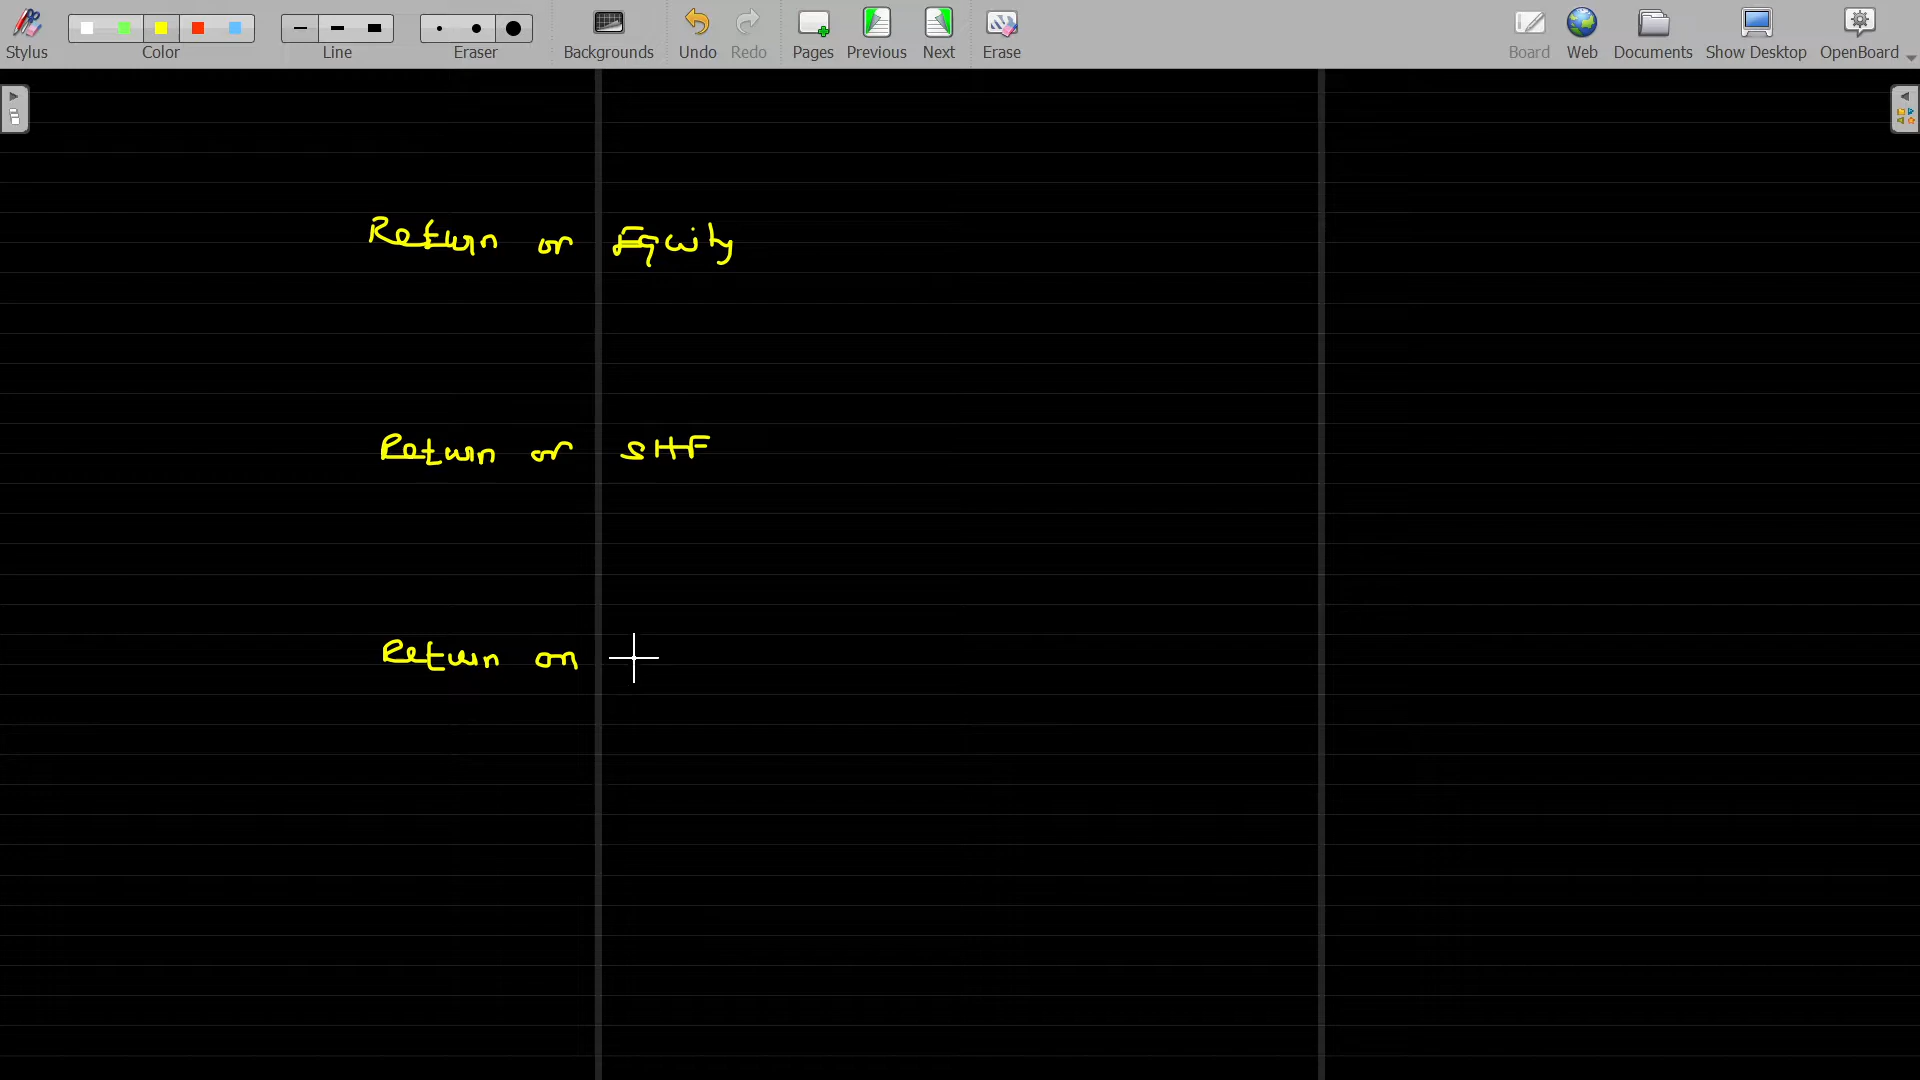 Stylus Color Line Eraser Backgrounds Undo Redo Pages Previous Next Erase Board Web Documents Show Desktop OpenBoard
Return on Equity
Return on SHF
Return on